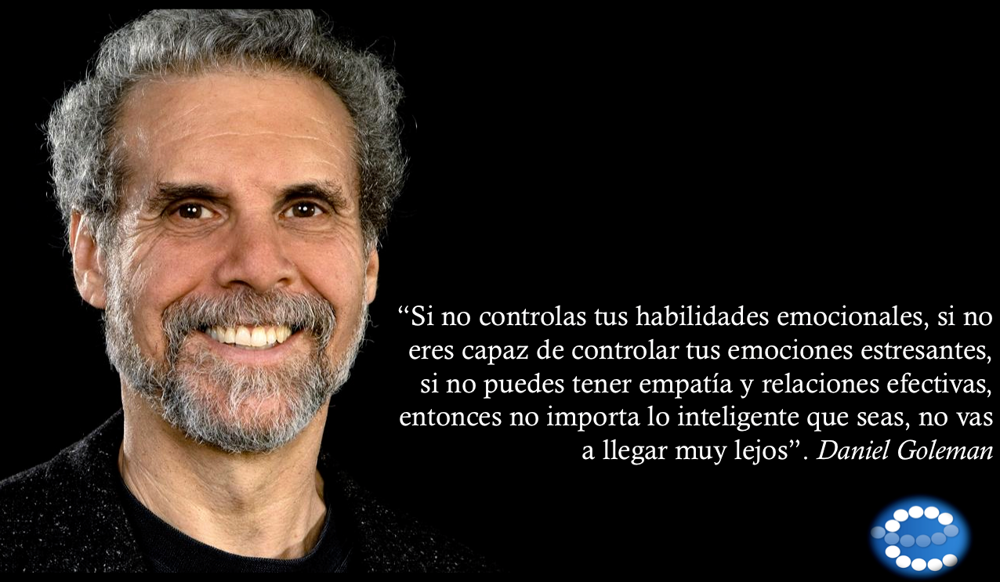 “Si no controlas tus habilidades emocionales, si no
eres capaz de controlar tus emociones estresantes,
si no puedes tener empatía y relaciones efectivas,
entonces no importa lo inteligente que seas, no vas
a llegar muy lejos”. Daniel Goleman